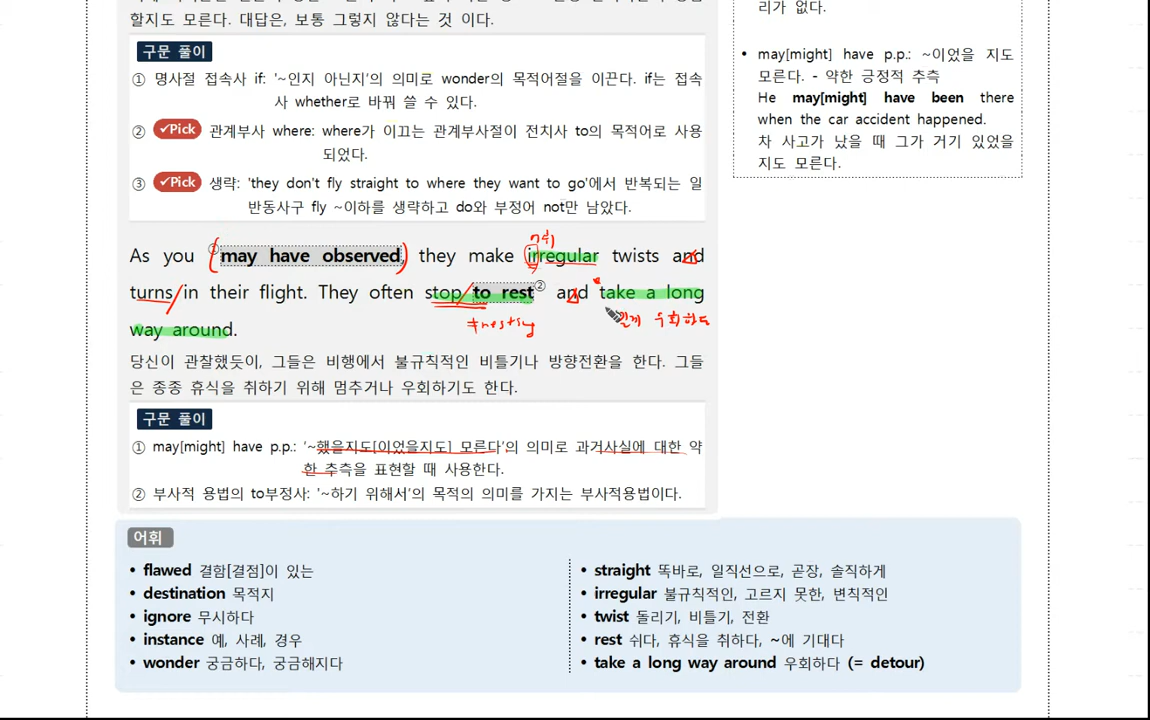 할지도 모른다. 대답은, 보통 그렇지 않다는 것 이다.
구문 풀이
① 명사절 접속사 if: '~인지 아닌지'의 의미로 wonder의 목적어절을 이끈다. if는 접속
사 whether로 바꿔 쓸 수 있다.
② ✓Pick 관계부사 where: where가 이끄는 관계부사절이 전치사 to의 목적어로 사용
되었다.
③ ✓Pick 생략: 'they don't fly straight to where they want to go'에서 반복되는 일
반동사구 fly ~이하를 생략하고 do와 부정어 not만 남았다.
As you ①may have observed, they make irregular twists and
turns in their flight. They often stop to rest② and take a long
≠resting
우회하다
way around.
당신이 관찰했듯이, 그들은 비행에서 불규칙적인 비틀기나 방향전환을 한다. 그들
은 종종 휴식을 취하기 위해 멈추거나 우회하기도 한다.
구문 풀이
① may[might] have p.p.: '~했을지도[이었을지도] 모른다'의 의미로 과거사실에 대한 약
한 추측을 표현할 때 사용한다.
② 부사적 용법의 to부정사: '~하기 위해서'의 목적의 의미를 가지는 부사적용법이다.
리가 없다.
• may[might] have p.p.: ~이었을 지도
모른다. - 약한 긍정적 추측
He may[might] have been there
when the car accident happened.
차 사고가 났을 때 그가 거기 있었을
지도 모른다.
어휘
• flawed 결함[결점]이 있는
• destination 목적지
• ignore 무시하다
• instance 예, 사례, 경우
• wonder 궁금하다, 궁금해지다
• straight 똑바로, 일직선으로, 곧장, 솔직하게
• irregular 불규칙적인, 고르지 못한, 변칙적인
• twist 돌리기, 비틀기, 전환
• rest 쉬다, 휴식을 취하다, ~에 기대다
• take a long way around 우회하다 (= detour)